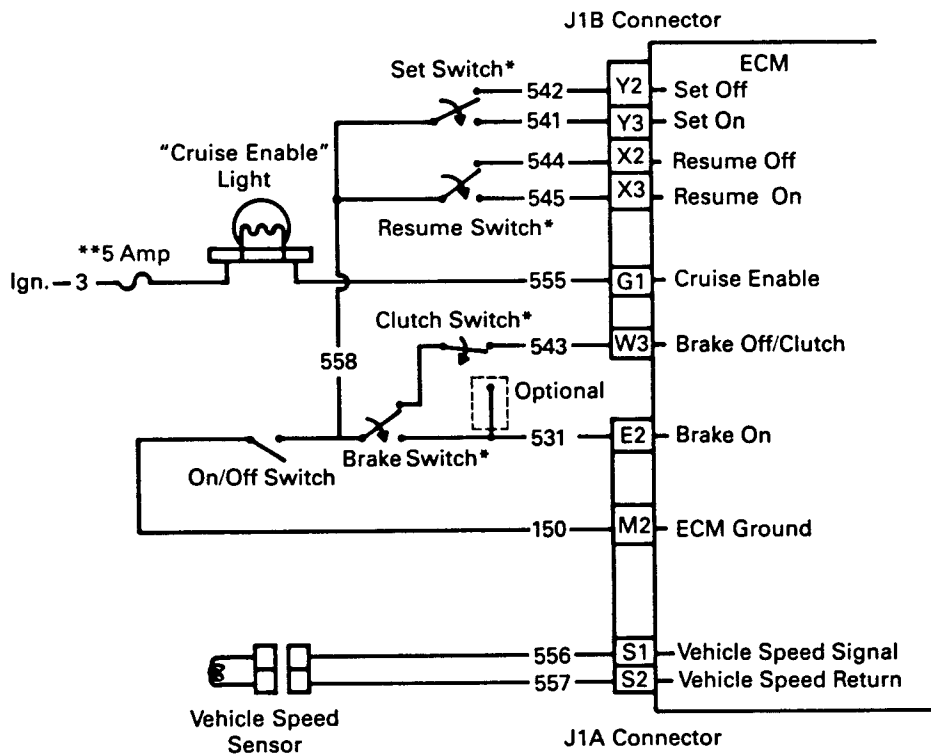 J1B Connector
ECM
Set Switch*
542 Y2 Set Off
541 Y3 Set On
"Cruise Enable"
Light
544 X2 Resume Off
545 X3 Resume On
Resume Switch*
**5 Amp
Ign. 3
555 G1 Cruise Enable
Clutch Switch*
543 W3 Brake Off/Clutch
558
Optional
531 E2 Brake On
Brake Switch*
On/Off Switch
150 M2 ECM Ground
556 S1 Vehicle Speed Signal
557 S2 Vehicle Speed Return
Vehicle Speed
Sensor
J1A Connector